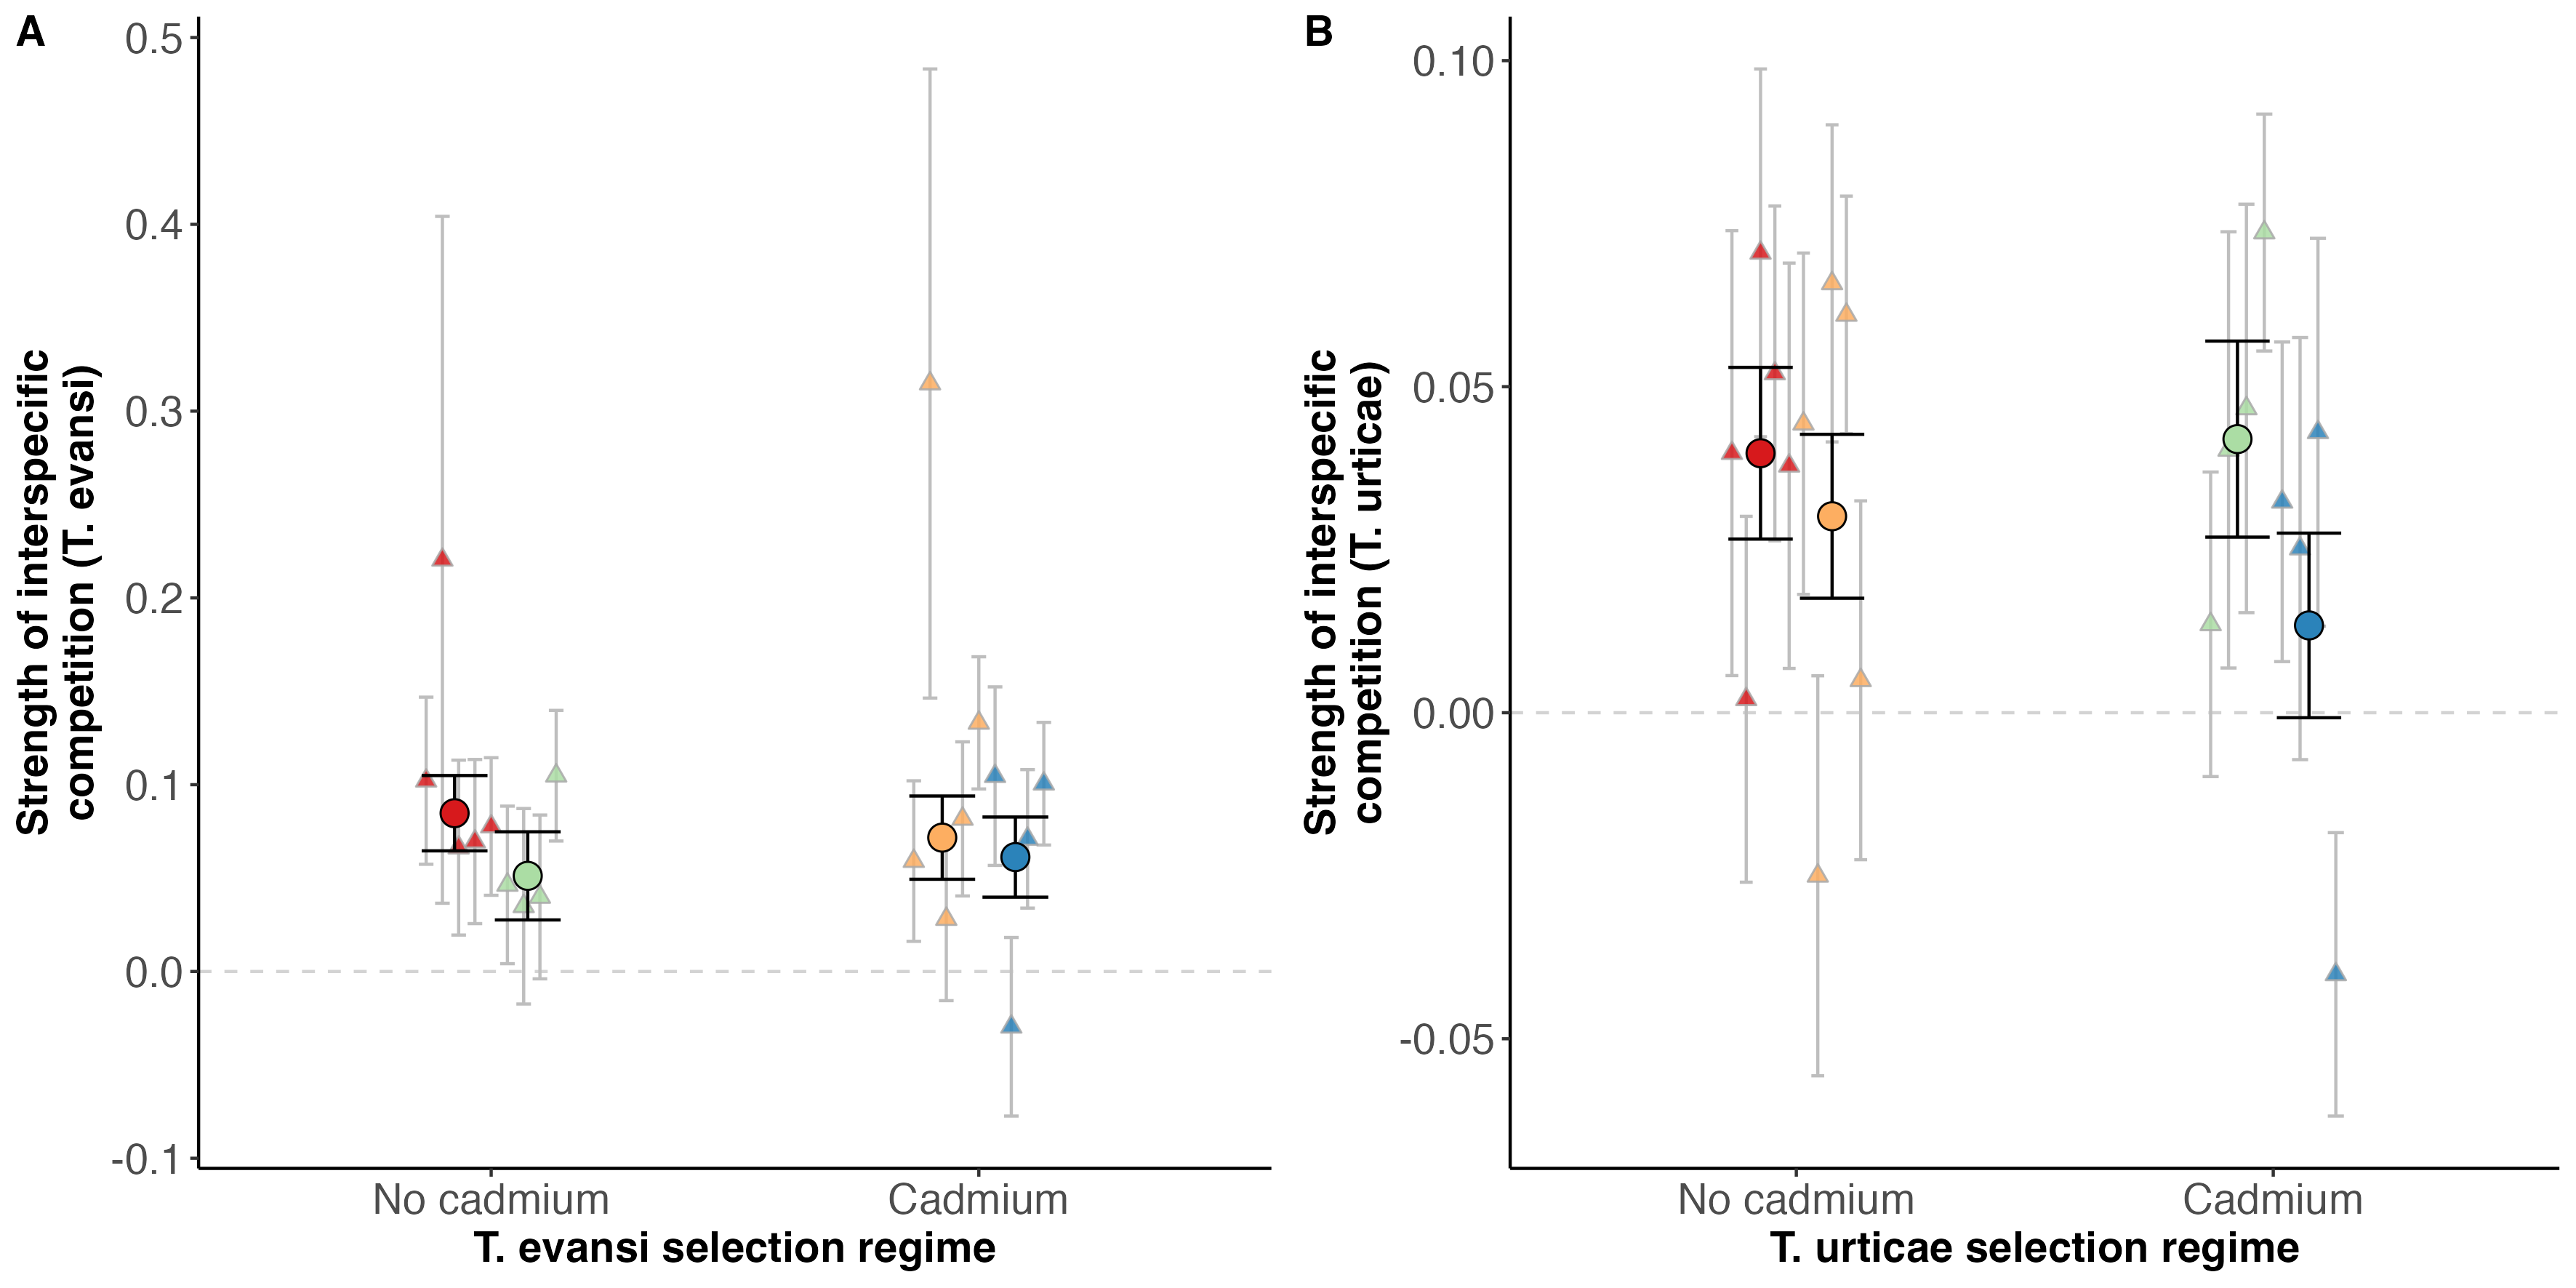 A
0.5
0.4
0.3
0.2
0.1
0.0
-0.1
Strength of interspecific
competition (T. evansi)
No cadmium
Cadmium
T. evansi selection regime
B
0.10
0.05
0.00
-0.05
Strength of interspecific
competition (T. urticae)
No cadmium
Cadmium
T. urticae selection regime